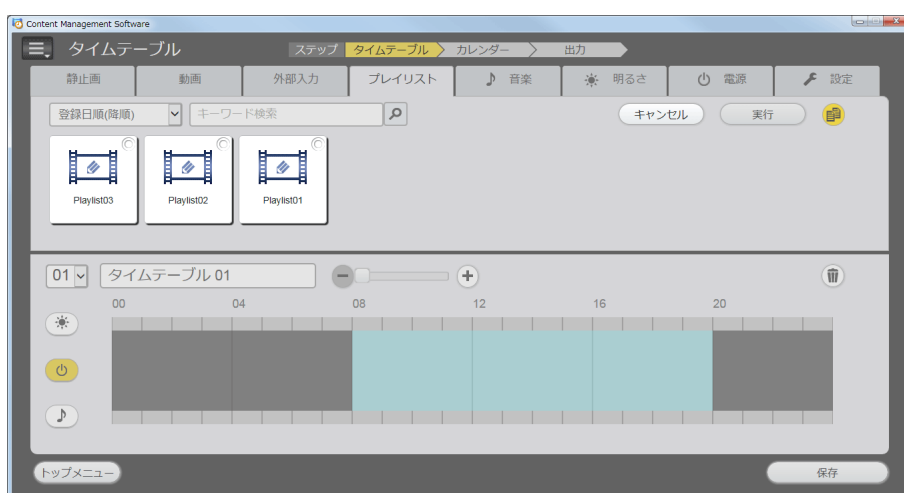 Content Management Software
タイムテーブル
ステップ タイムテーブル カレンダー 出力
静止画 動画 外部入力 プレイリスト 音楽 明るさ 電源 設定
登録日順(降順) キーワード検索 キャンセル 実行
Playlist03 Playlist02 Playlist01
01 タイムテーブル 01
00 04 08 12 16 20
トップメニュー 保存